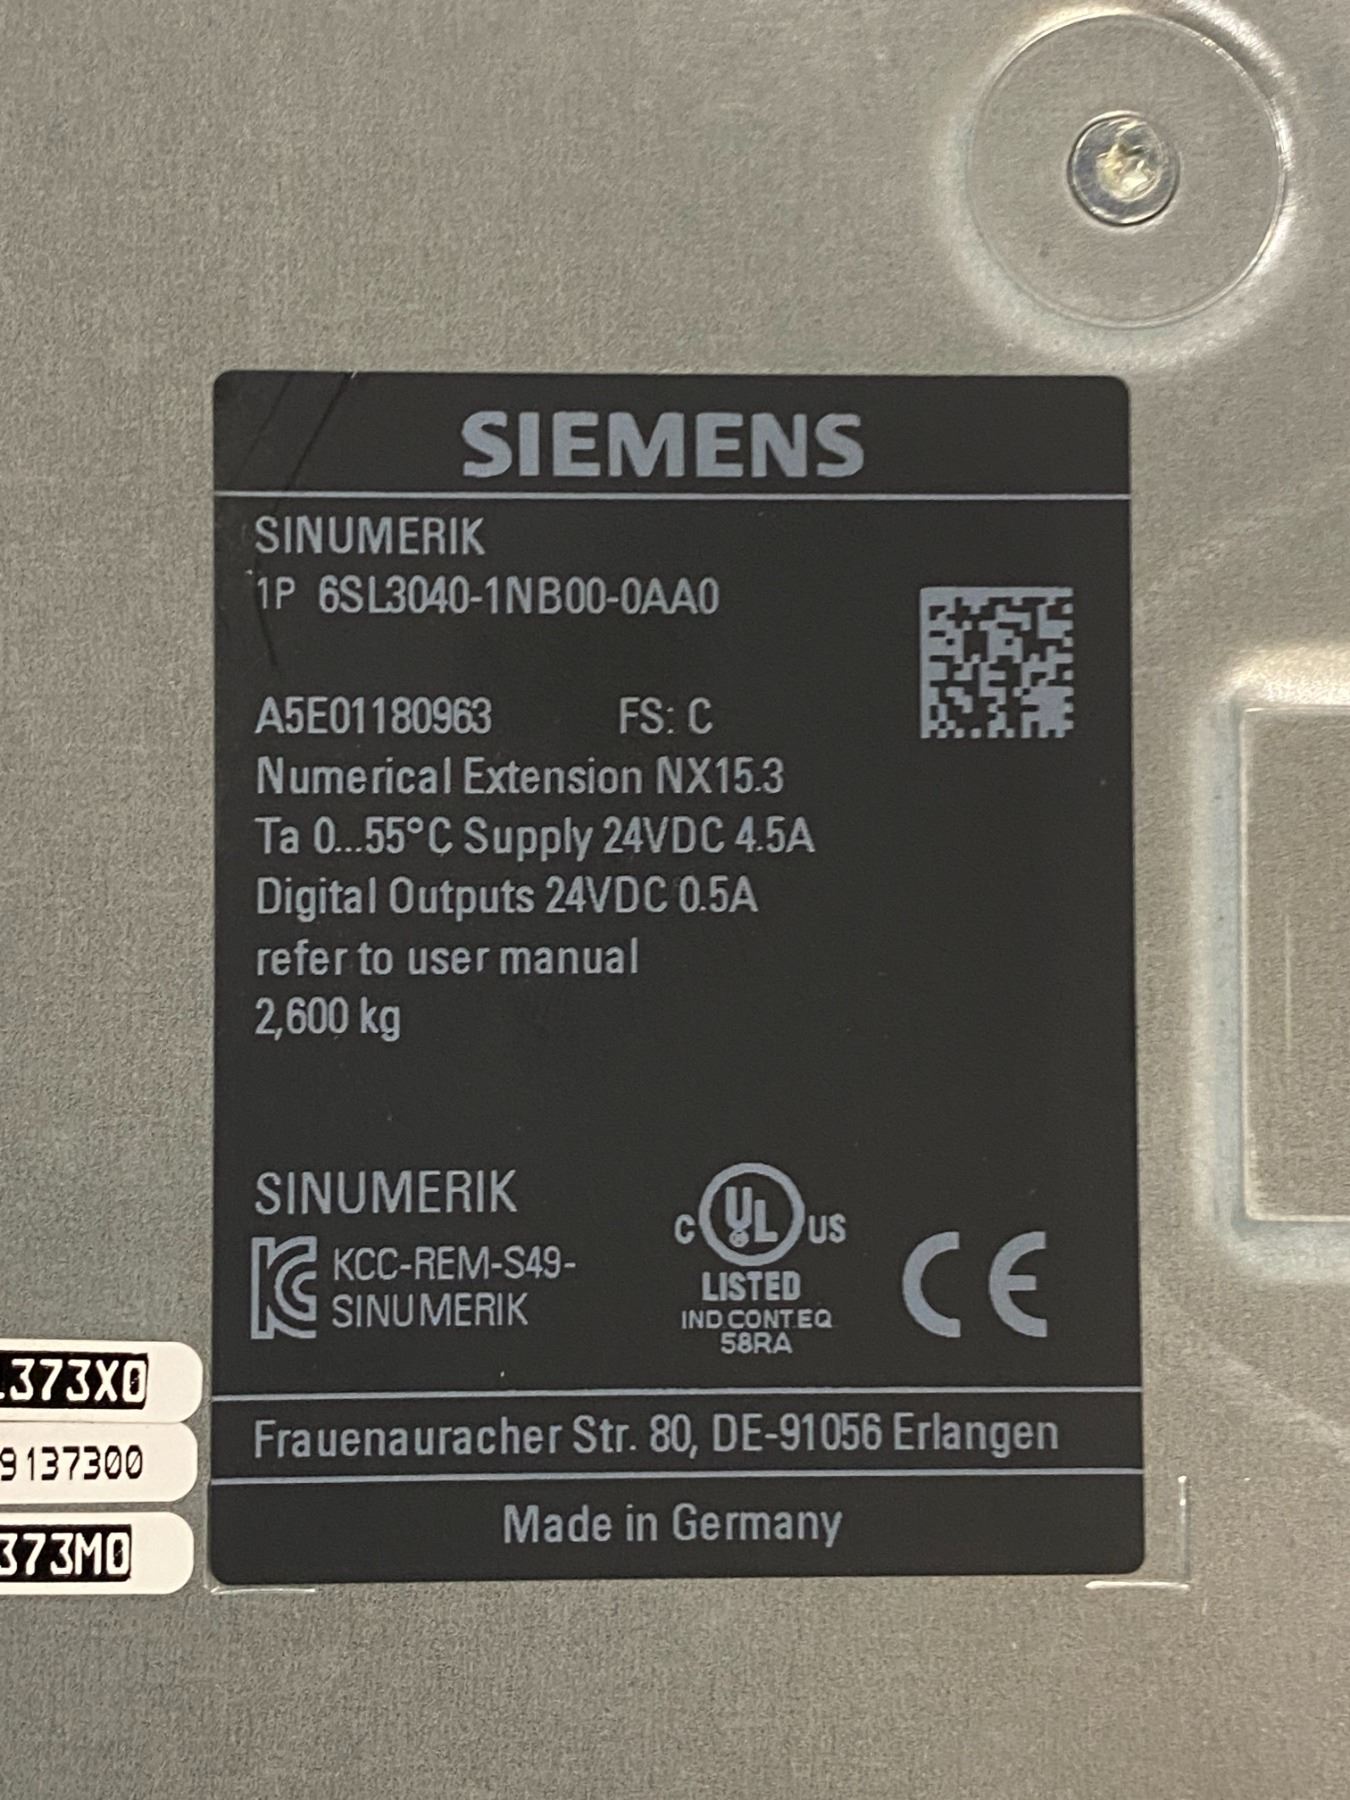 SIEMENS
SINUMERIK
1P 6SL3040-1NB00-0AA0
A5E01180963 FS: C
Numerical Extension NX15.3
Ta 0...55°C Supply 24VDC 4.5A
Digital Outputs 24VDC 0.5A
refer to user manual
2,600 kg
SINUMERIK
KCC-REM-S49-
SINUMERIK
C UL US
LISTED
IND.CONT.EQ
58RA
CE
373X0
9137300
373M0
Frauenauracher Str. 80, DE-91056 Erlangen
Made in Germany